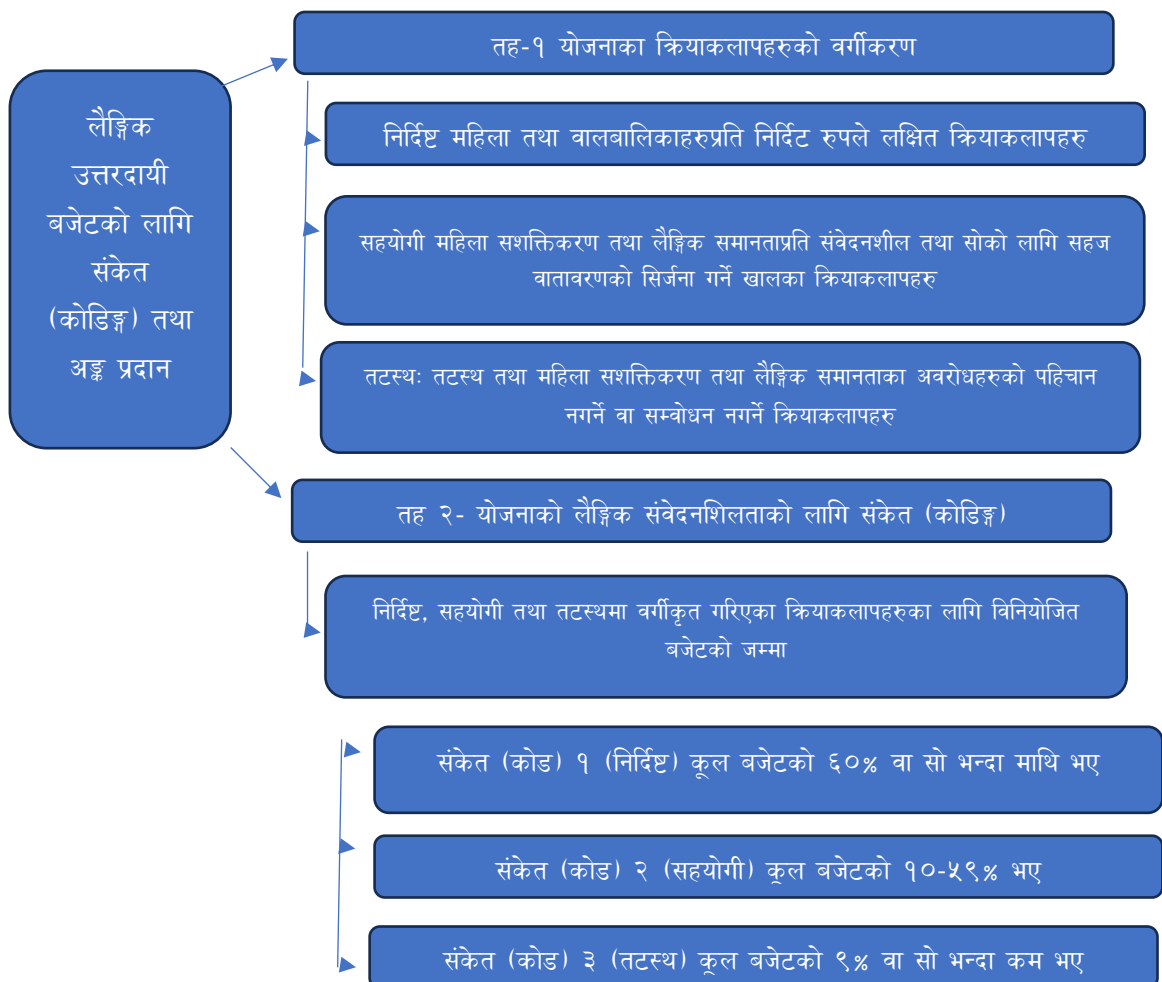 लैङ्गिक
उत्तरदायी
बजेटको लागि
संकेत
(कोडिङ्ग) तथा
अङ्क प्रदान
तह-१ योजनाका क्रियाकलापहरुको वर्गीकरण
निर्दिष्ट महिला तथा वालबालिकाहरुप्रति निर्दिट रुपले लक्षित क्रियाकलापहरु
सहयोगी महिला सशक्तिकरण तथा लैङ्गिक समानताप्रति संवेदनशील तथा सोको लागि सहज
वातावरणको सिर्जना गर्ने खालका क्रियाकलापहरु
तटस्थः तटस्थ तथा महिला सशक्तिकरण तथा लैङ्गिक समानताका अवरोधहरुको पहिचान
नगर्ने वा सम्वोधन नगर्ने क्रियाकलापहरु
तह २- योजनाको लैङ्गिक संवेदनशिलताको लागि संकेत (कोडिङ्ग)
निर्दिष्ट, सहयोगी तथा तटस्थमा वर्गीकृत गरिएका क्रियाकलापहरुका लागि विनियोजित
बजेटको जम्मा
संकेत (कोड) १ (निर्दिष्ट) कूल बजेटको ६०% वा सो भन्दा माथि भए
संकेत (कोड) २ (सहयोगी) कूल बजेटको १०-५९% भए
संकेत (कोड) ३ (तटस्थ) कूल बजेटको ९% वा सो भन्दा कम भए